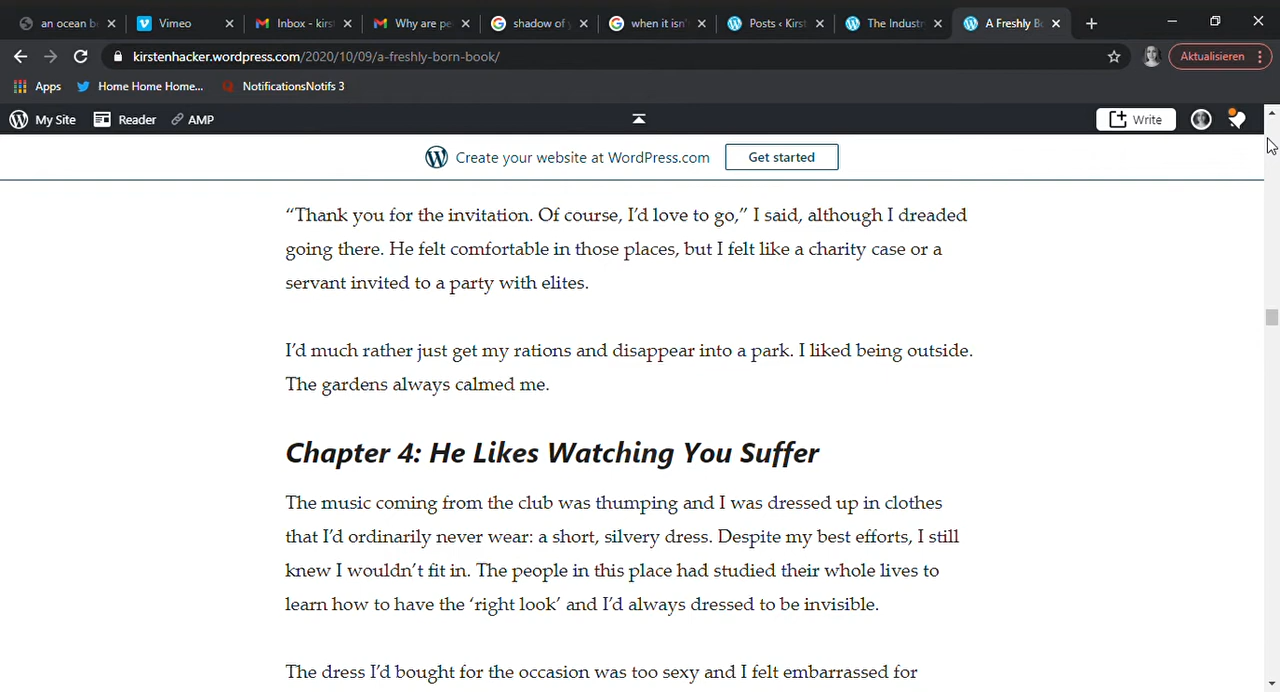 an ocean b
Vimeo
Inbox - kirs
Why are pe
shadow of
when it isn
Posts ‹ Kirst
The Industr
A Freshly Bo
kirstenhacker.wordpress.com/2020/10/09/a-freshly-born-book/
Aktualisieren
Apps
Home Home Home...
NotificationsNotifs 3
My Site
Reader
AMP
Write
Create your website at WordPress.com
Get started
“Thank you for the invitation. Of course, I’d love to go,” I said, although I dreaded
going there. He felt comfortable in those places, but I felt like a charity case or a
servant invited to a party with elites.
I’d much rather just get my rations and disappear into a park. I liked being outside.
The gardens always calmed me.
Chapter 4: He Likes Watching You Suffer
The music coming from the club was thumping and I was dressed up in clothes
that I’d ordinarily never wear: a short, silvery dress. Despite my best efforts, I still
knew I wouldn’t fit in. The people in this place had studied their whole lives to
learn how to have the ‘right look’ and I’d always dressed to be invisible.
The dress I’d bought for the occasion was too sexy and I felt embarrassed for